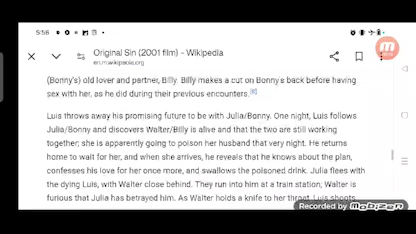 5:56
Original Sin (2001 film) - Wikipedia
en.m.wikipedia.org
(Bonny's) old lover and partner, Billy. Billy makes a cut on Bonny's back before having
sex with her, as he did during their previous encounters.[6]
Luis throws away his promising future to be with Julia/Bonny. One night, Luis follows
Julia/Bonny and discovers Walter/Billy is alive and that the two are still working
together; she is apparently going to poison her husband that very night. He returns
home to wait for her, and when she arrives, he reveals that he knows about the plan,
confesses his love for her once more, and swallows the poisoned drink. Julia flees with
the dying Luis, with Walter close behind. They run into him at a train station; Walter is
furious that Julia has betrayed him. As Walter holds a knife to her throat, Luis shoots
Recorded by Mobizen